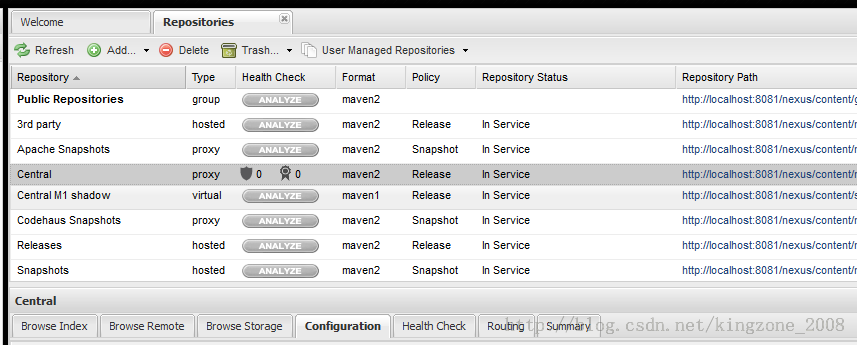 Welcome Repositories
Refresh Add... Delete Trash... User Managed Repositories
Repository Type Health Check Format Policy Repository Status Repository Path
Public Repositories group ANALYZE maven2 http://localhost:8081/nexus/content/g
3rd party hosted ANALYZE maven2 Release In Service http://localhost:8081/nexus/content/r
Apache Snapshots proxy ANALYZE maven2 Snapshot In Service http://localhost:8081/nexus/content/r
Central proxy 0 0 maven2 Release In Service http://localhost:8081/nexus/content/r
Central M1 shadow virtual ANALYZE maven1 Release In Service http://localhost:8081/nexus/content/s
Codehaus Snapshots proxy ANALYZE maven2 Snapshot In Service http://localhost:8081/nexus/content/r
Releases hosted ANALYZE maven2 Release In Service http://localhost:8081/nexus/content/r
Snapshots hosted ANALYZE maven2 Snapshot In Service http://localhost:8081/nexus/content/r
Central
Browse Index Browse Remote Browse Storage Configuration Health Check Routing Summary
http://blog.csdn.net/kingzone_2008